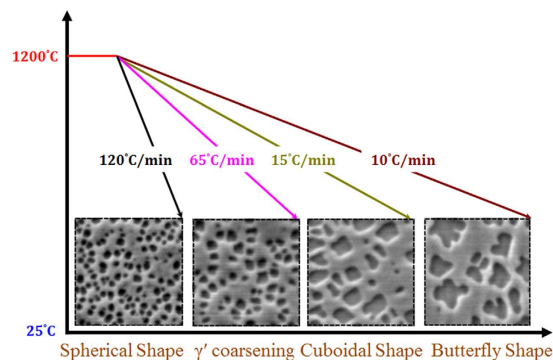 1200°C
120°C/min 65°C/min 15°C/min 10°C/min
25°C
Spherical Shape γ′ coarsening Cuboidal Shape Butterfly Shape